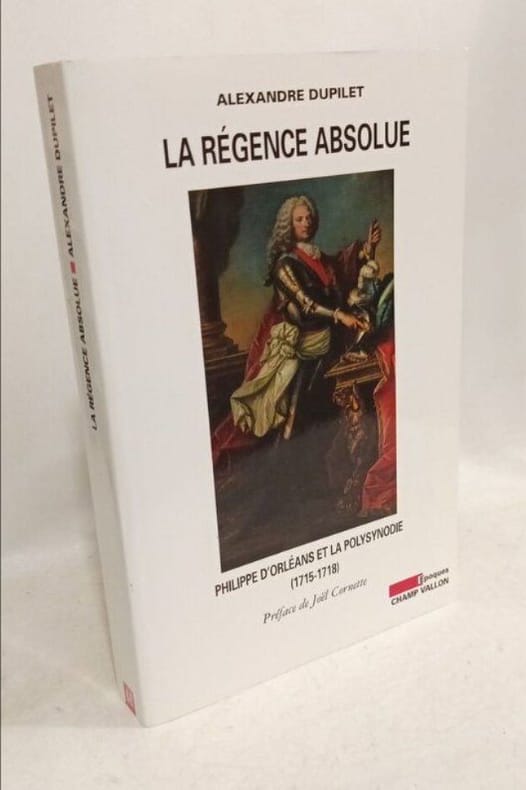 ALEXANDRE DUPILET
LA RÉGENCE ABSOLUE
PHILIPPE D'ORLÉANS ET LA POLYSYNODIE
(1715-1718)
Préface de Joël Cornette
Époques
CHAMP VALLON
LA RÉGENCE ABSOLUE ALEXANDRE DUPILET